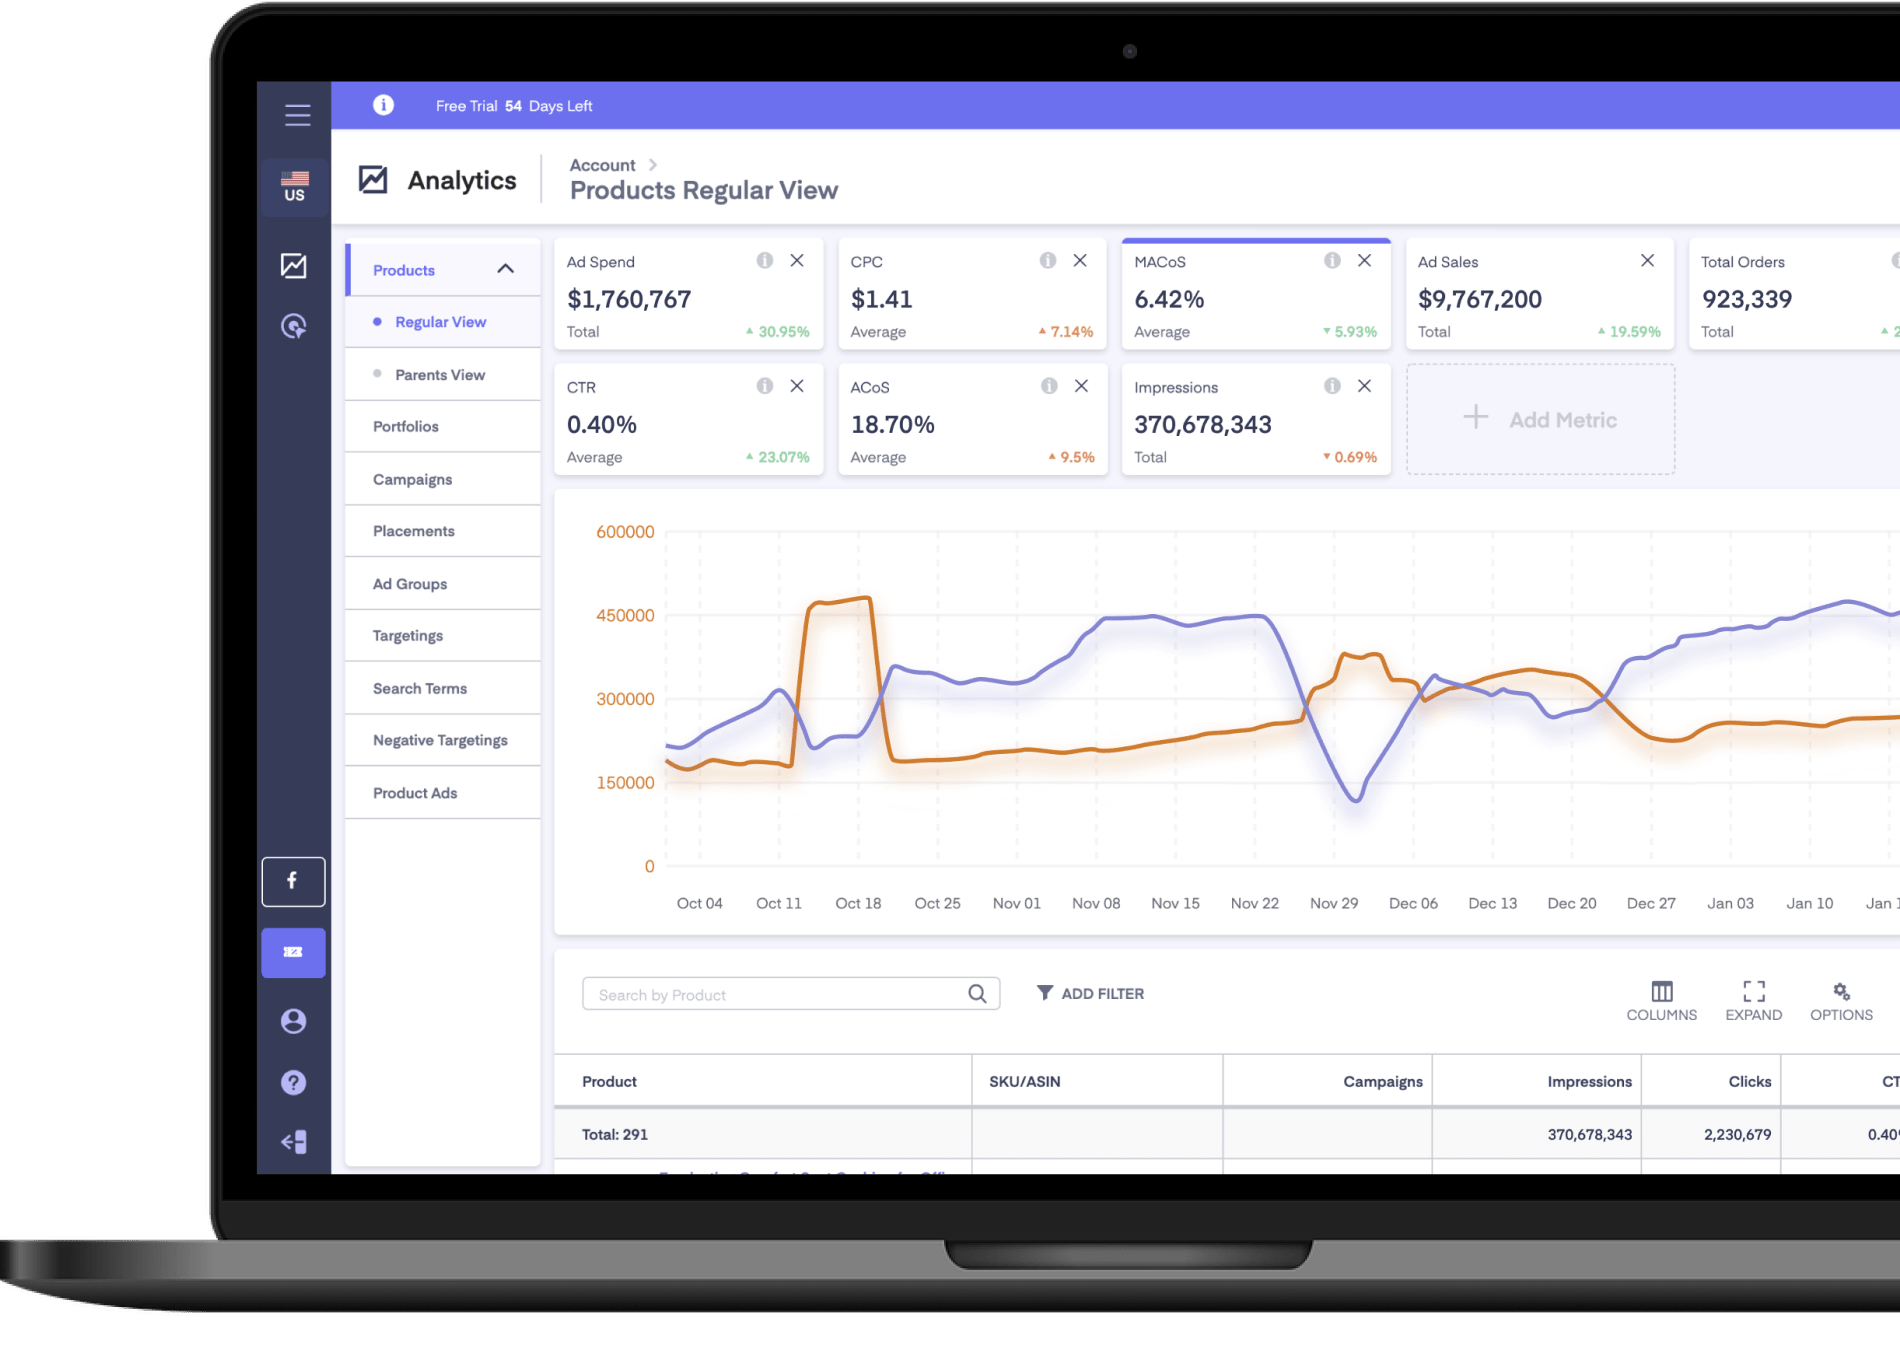 Free Trial 54 Days Left
US
Analytics
Account
Products Regular View
Products
Regular View
Parents View
Portfolios
Campaigns
Placements
Ad Groups
Targetings
Search Terms
Negative Targetings
Product Ads
Ad Spend
$1,760,767
Total 30.95%
CPC
$1.41
Average 7.14%
MACoS
6.42%
Average 5.93%
Ad Sales
$9,767,200
Total 19.59%
Total Orders
923,339
Total
CTR
0.40%
Average 23.07%
ACoS
18.70%
Average 9.5%
Impressions
370,678,343
Total 0.69%
Add Metric
600000
450000
300000
150000
0
Oct 04 Oct 11 Oct 18 Oct 25 Nov 01 Nov 08 Nov 15 Nov 22 Nov 29 Dec 06 Dec 13 Dec 20 Dec 27 Jan 03 Jan 10 Jan
Search by Product
ADD FILTER
COLUMNS EXPAND OPTIONS
Product SKU/ASIN Campaigns Impressions Clicks
Total: 291 370,678,343 2,230,679